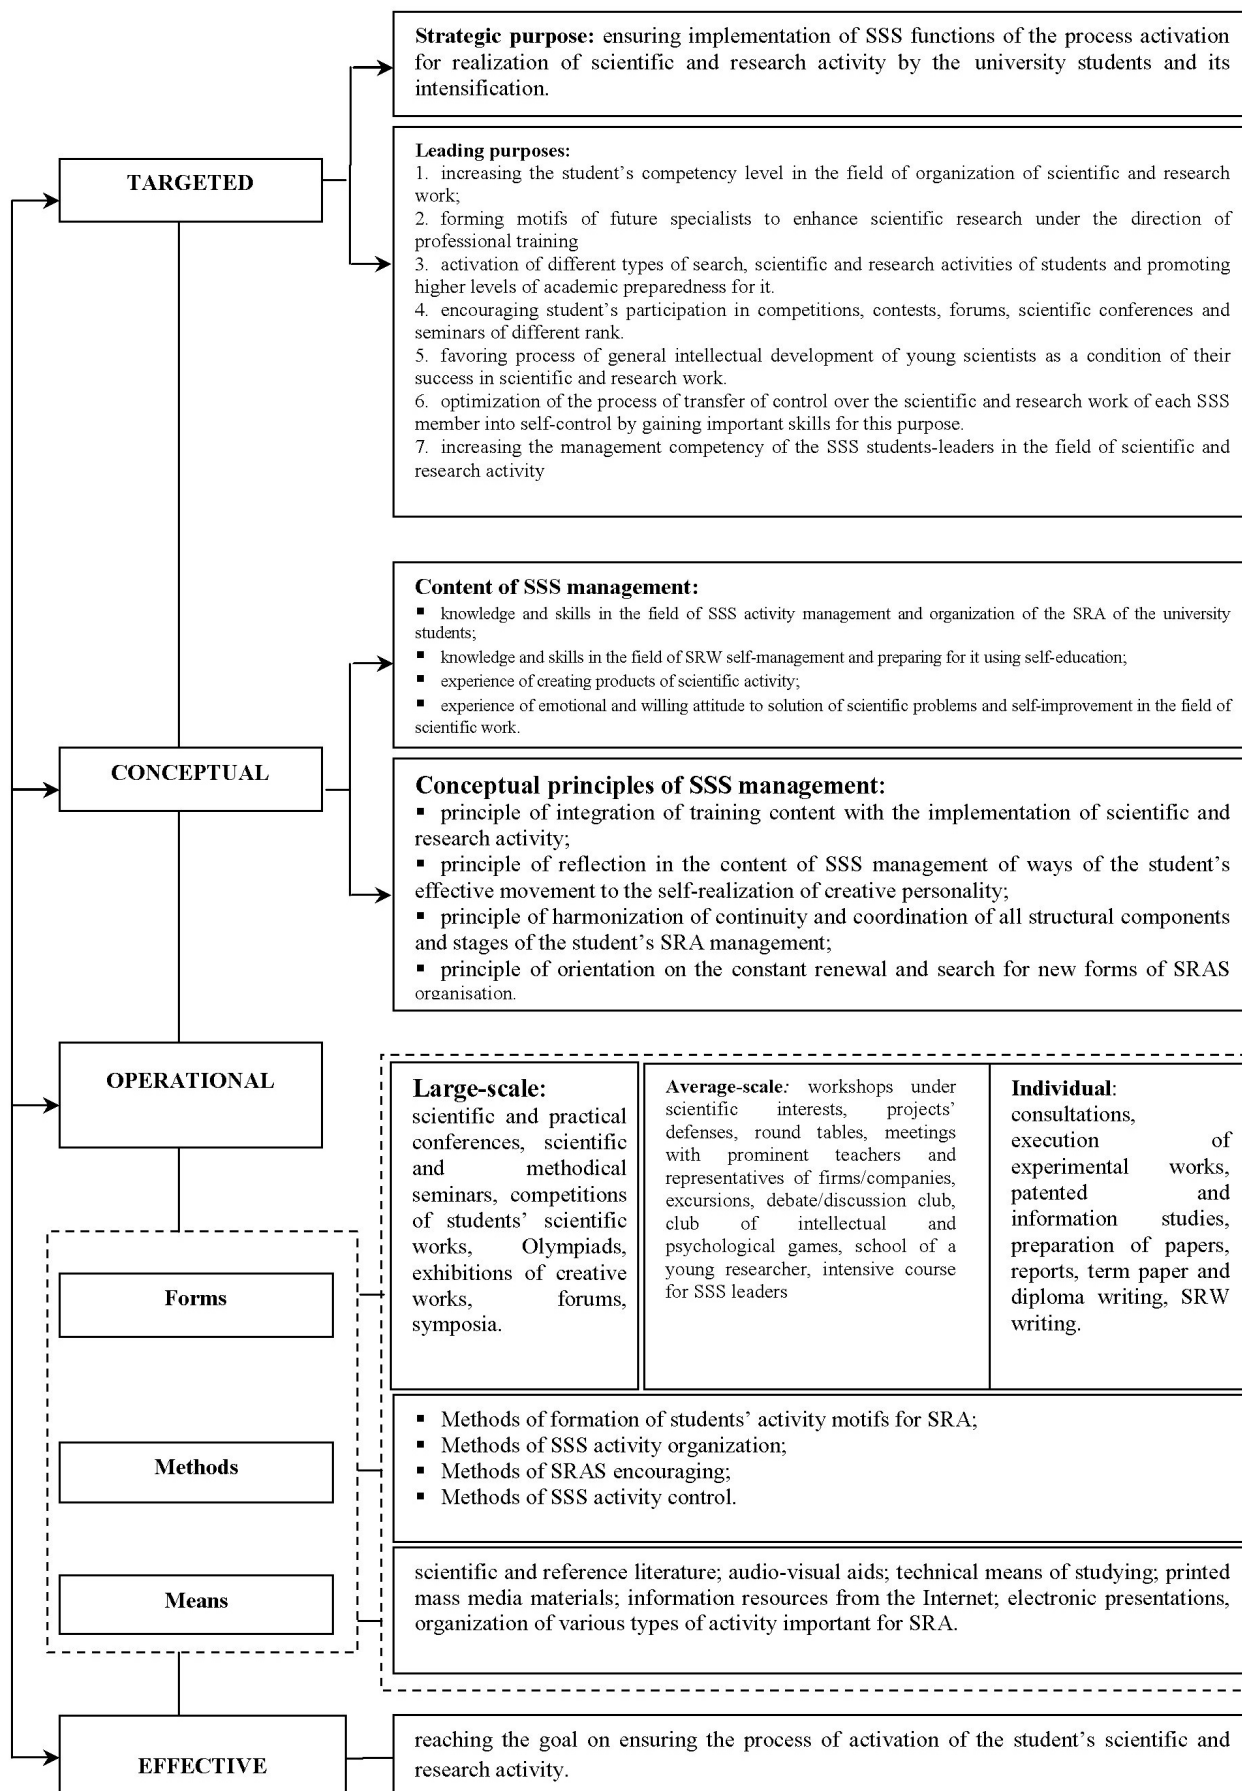 Strategic purpose: ensuring implementation of SSS functions of the process activation
for realization of scientific and research activity by the university students and its
intensification.
TARGETED
Leading purposes:
1. increasing the student’s competency level in the field of organization of scientific and research
work;
2. forming motifs of future specialists to enhance scientific research under the direction of
professional training
3. activation of different types of search, scientific and research activities of students and promoting
higher levels of academic preparedness for it.
4. encouraging student’s participation in competitions, contests, forums, scientific conferences and
seminars of different rank.
5. favoring process of general intellectual development of young scientists as a condition of their
success in scientific and research work.
6. optimization of the process of transfer of control over the scientific and research work of each SSS
member into self-control by gaining important skills for this purpose.
7. increasing the management competency of the SSS students-leaders in the field of scientific and
research activity
Content of SSS management:
▪ knowledge and skills in the field of SSS activity management and organization of the SRA of the university
students;
▪ knowledge and skills in the field of SRW self-management and preparing for it using self-education;
▪ experience of creating products of scientific activity;
▪ experience of emotional and willing attitude to solution of scientific problems and self-improvement in the field of
scientific work.
CONCEPTUAL
Conceptual principles of SSS management:
▪ principle of integration of training content with the implementation of scientific and
research activity;
▪ principle of reflection in the content of SSS management of ways of the student’s
effective movement to the self-realization of creative personality;
▪ principle of harmonization of continuity and coordination of all structural components
and stages of the student’s SRA management;
▪ principle of orientation on the constant renewal and search for new forms of SRAS
organisation.
OPERATIONAL
Large-scale:
scientific and practical
conferences, scientific
and methodical
seminars, competitions
of students’ scientific
works, Olympiads,
exhibitions of creative
works, forums,
symposia.
Average-scale: workshops under
scientific interests, projects’
defenses, round tables, meetings
with prominent teachers and
representatives of firms/companies,
excursions, debate/discussion club,
club of intellectual and
psychological games, school of a
young researcher, intensive course
for SSS leaders
Individual:
consultations,
execution of
experimental works,
patented and
information studies,
preparation of papers,
reports, term paper and
diploma writing, SRW
writing.
Forms
▪ Methods of formation of students’ activity motifs for SRA;
▪ Methods of SSS activity organization;
▪ Methods of SRAS encouraging;
▪ Methods of SSS activity control.
Methods
scientific and reference literature; audio-visual aids; technical means of studying; printed
mass media materials; information resources from the Internet; electronic presentations,
organization of various types of activity important for SRA.
Means
reaching the goal on ensuring the process of activation of the student’s scientific and
research activity.
EFFECTIVE